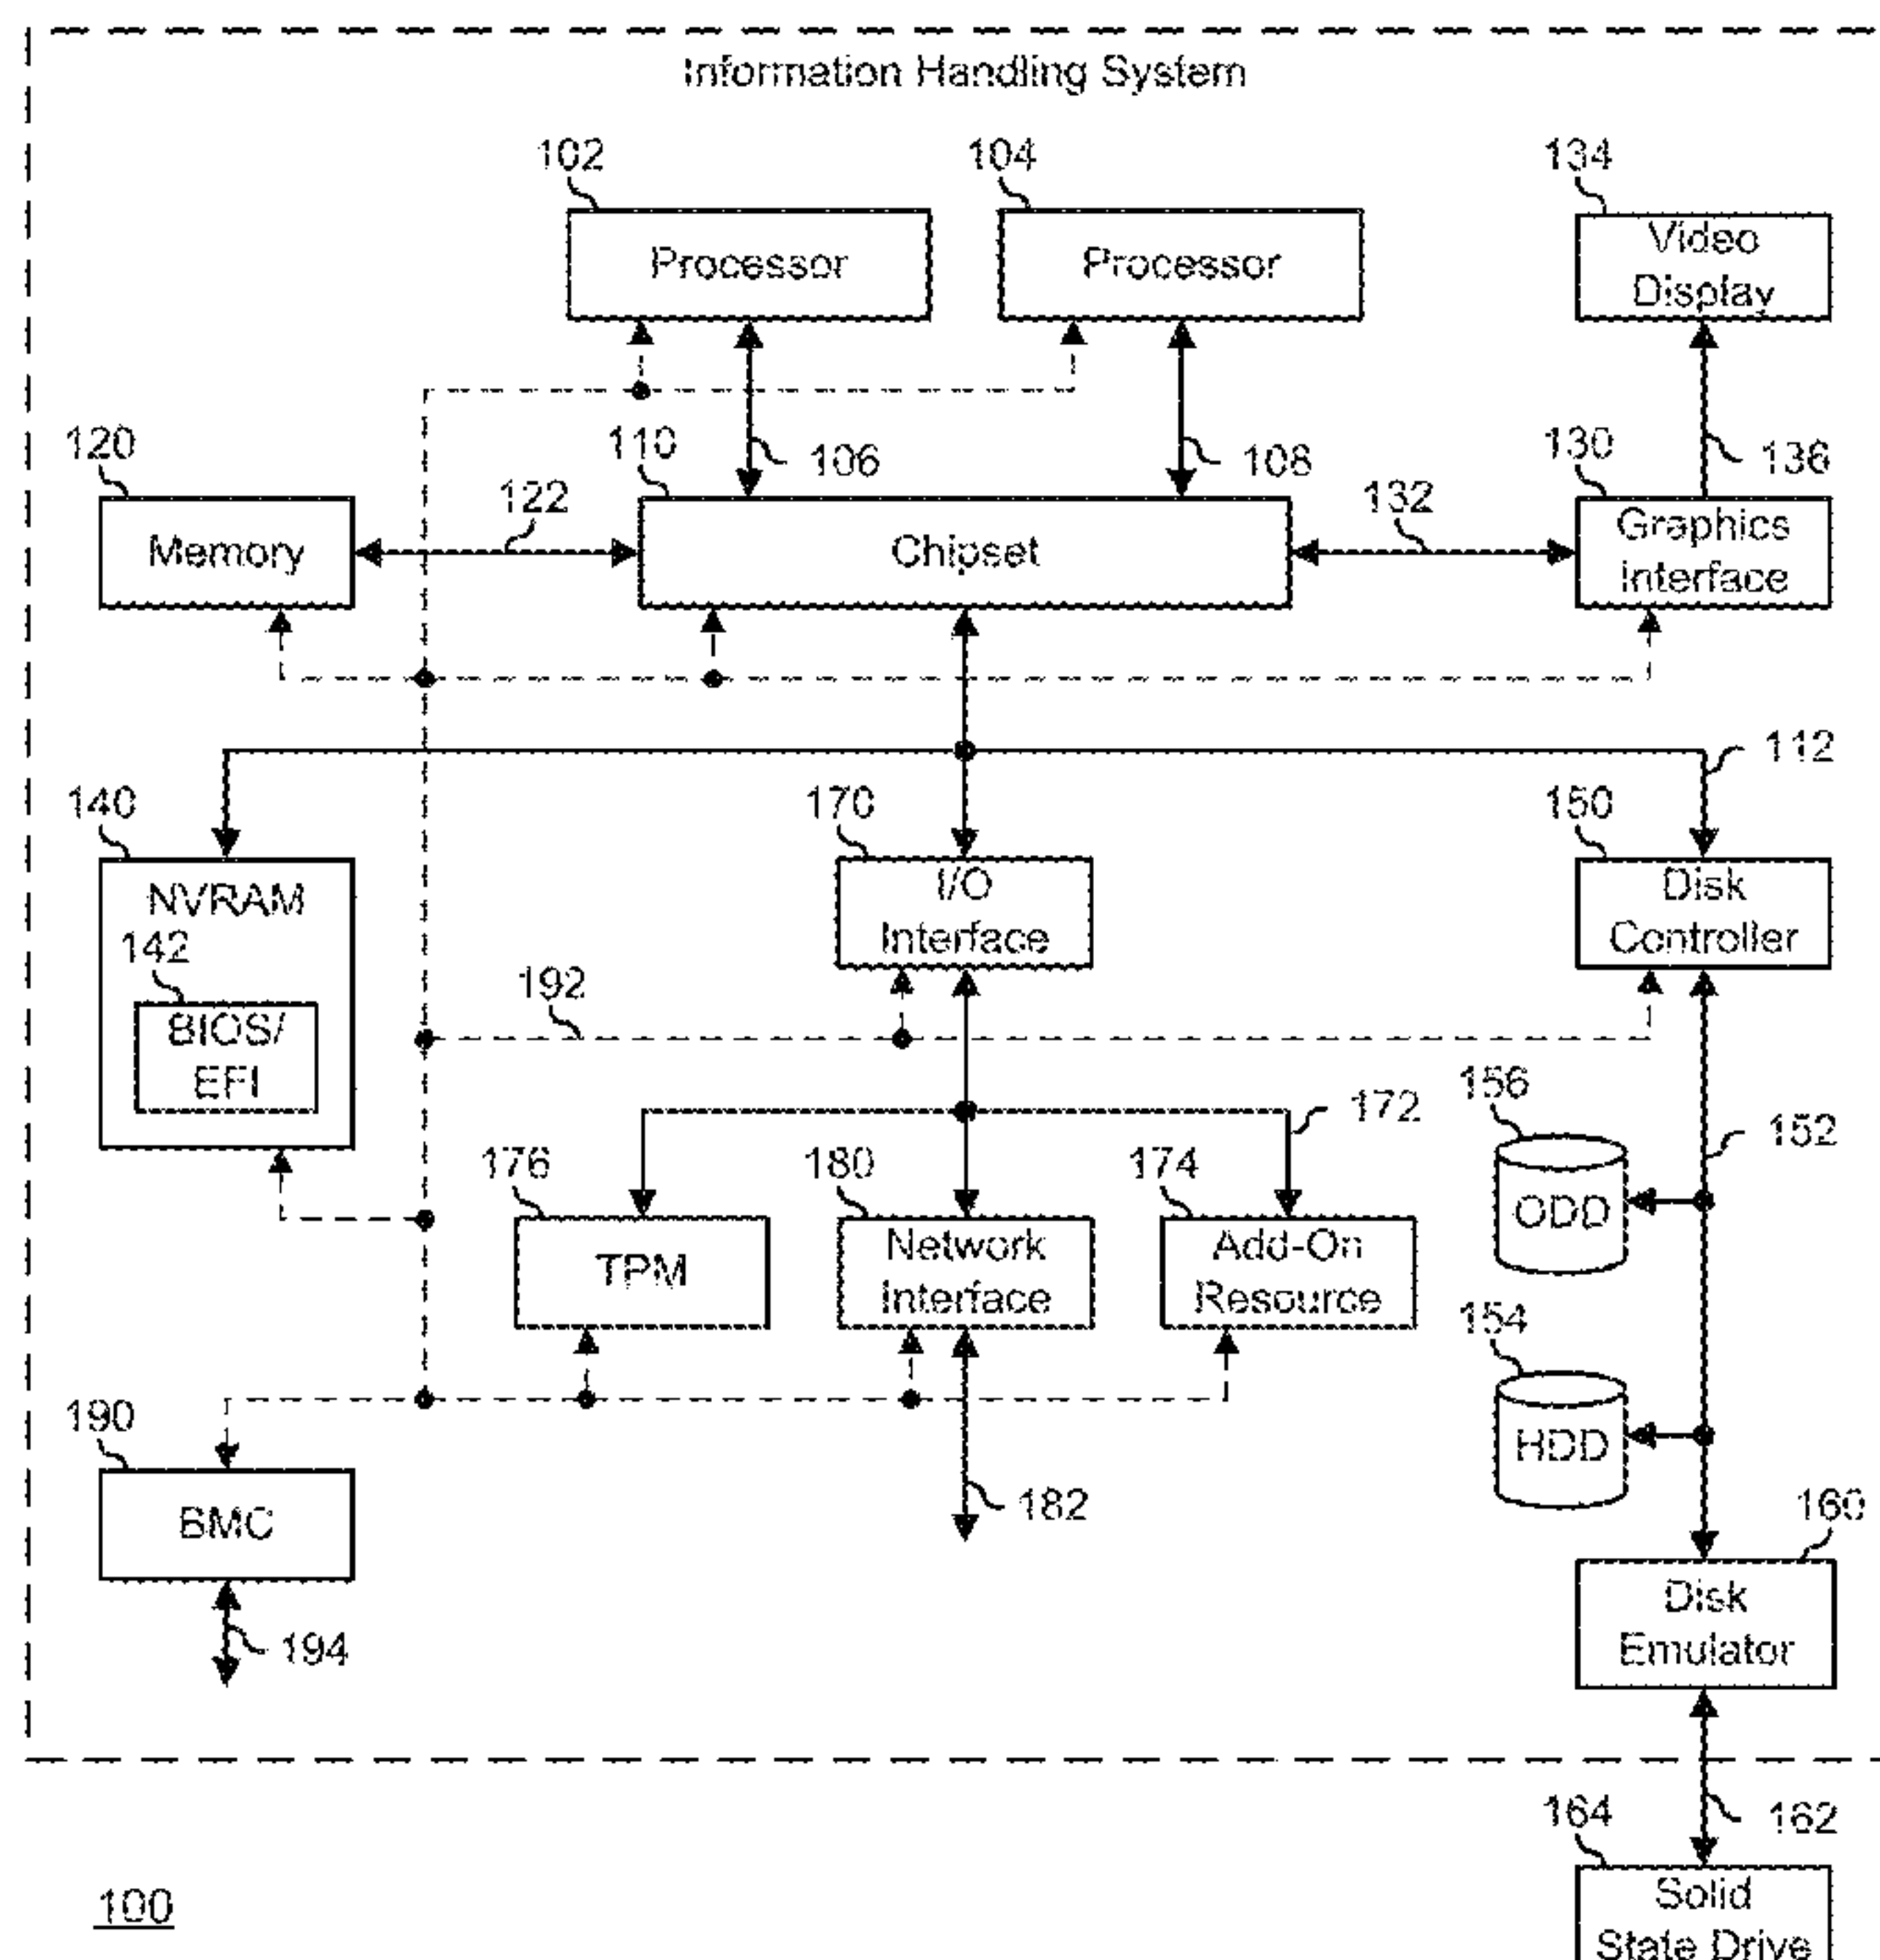 Information Handling System
102
104
134
Processor
Processor
Video
Display
120
110
106
108
130
136
122
132
Memory
Chipset
Graphics
Interface
112
140
170
150
NVRAM
I/O
Interface
Disk
Controller
142
BIOS/
EFI
192
156
172
152
176
180
174
ODD
TPM
Network
Interface
Add-On
Resource
154
190
HDD
182
160
BMC
Disk
Emulator
194
164
162
100
Solid
State Drive